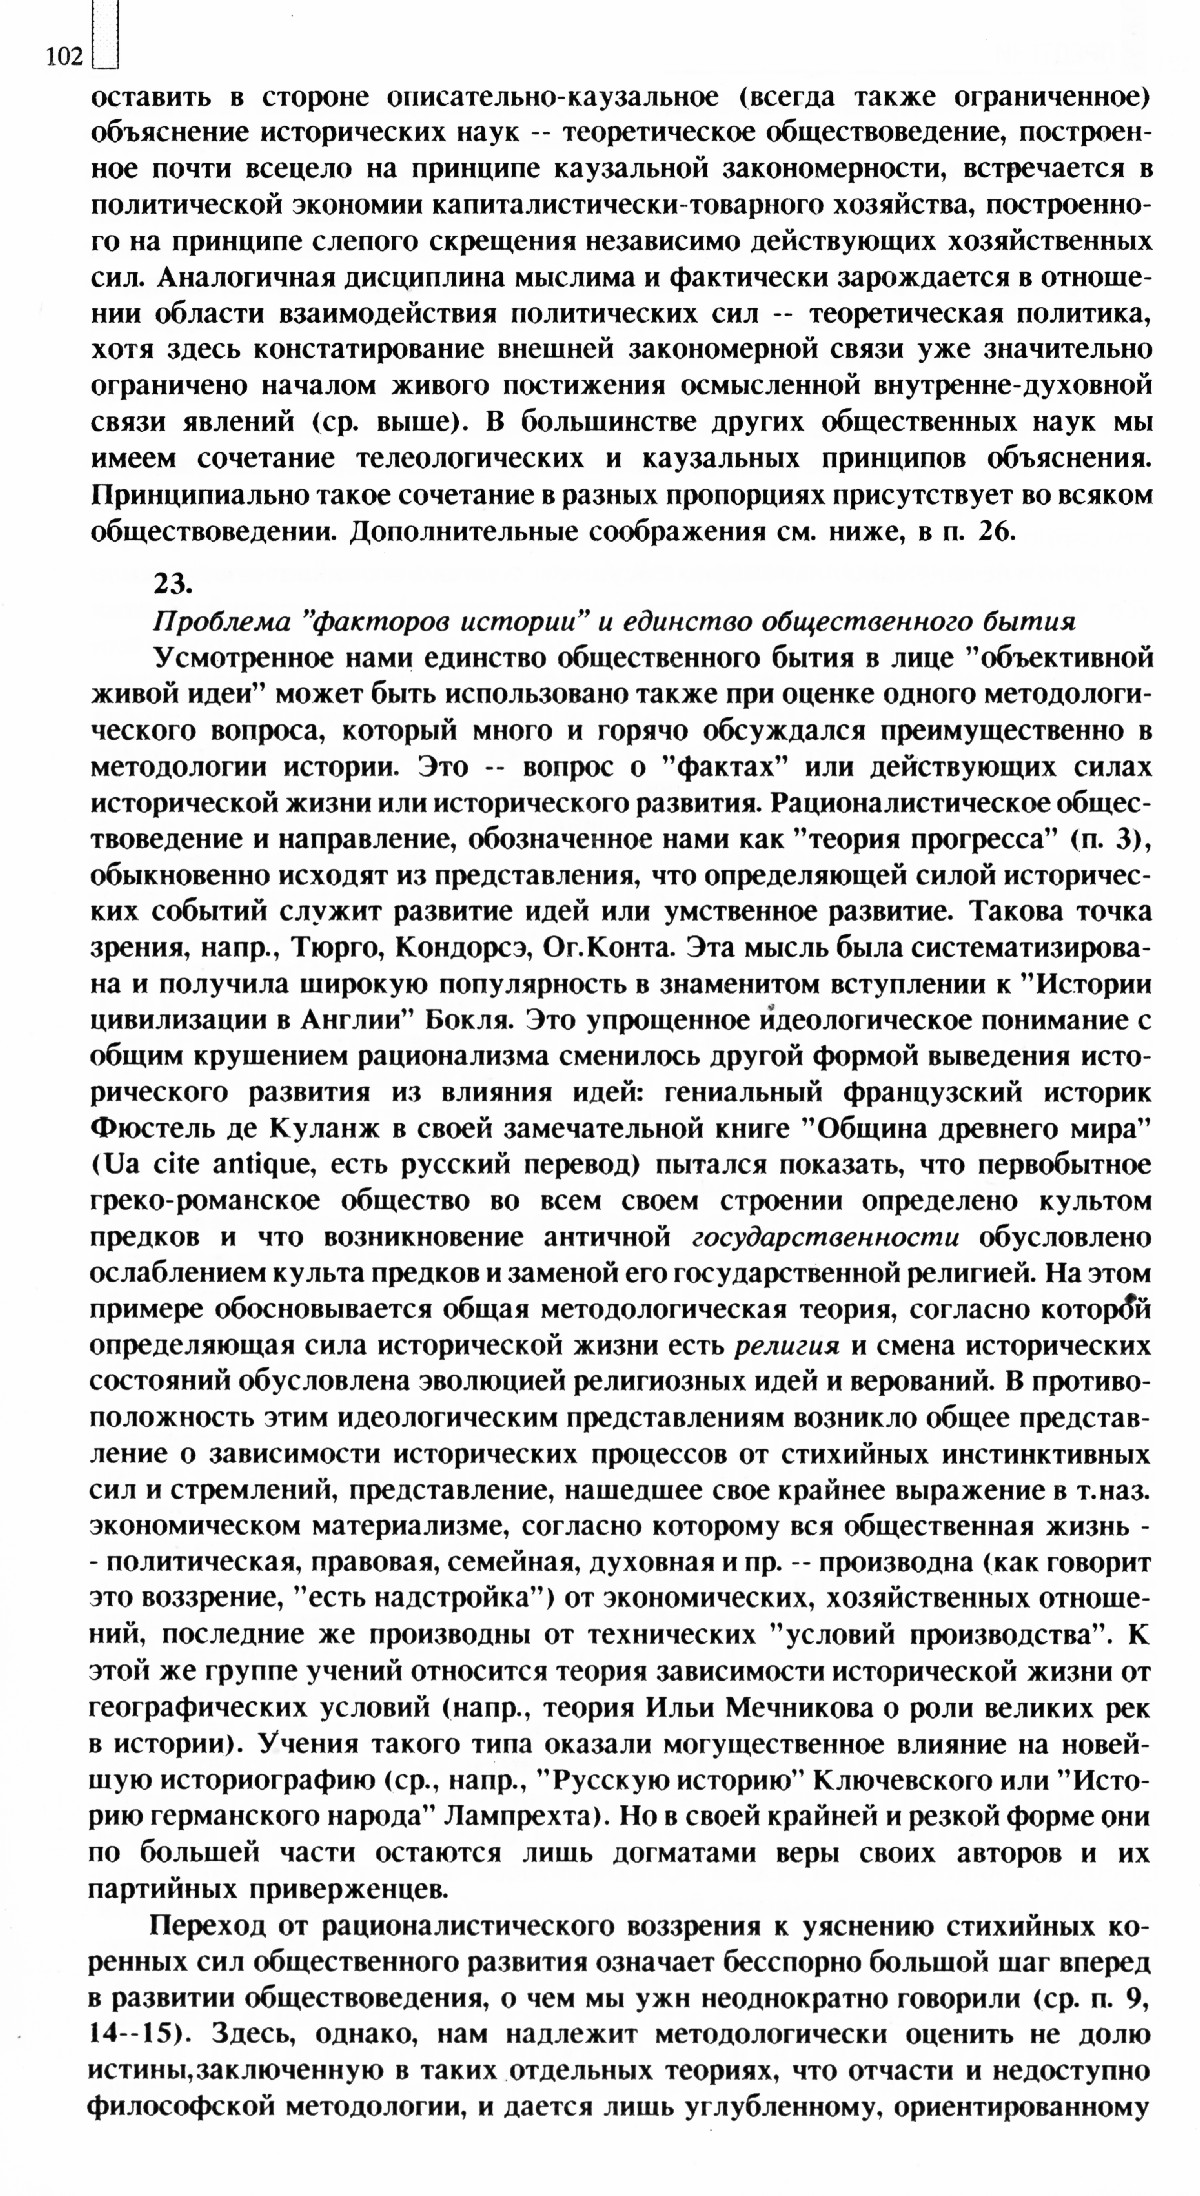 102
оставить в стороне описательно-каузальное (всегда также ограниченное)
объяснение исторических наук -- теоретическое обществоведение, построен-
ное почти всецело на принципе каузальной закономерности, встречается в
политической экономии капиталистически-товарного хозяйства, построенно-
го на принципе слепого скрещения независимо действующих хозяйственных
сил. Аналогичная дисциплина мыслима и фактически зарождается в отноше-
нии области взаимодействия политических сил -- теоретическая политика,
хотя здесь констатирование внешней закономерной связи уже значительно
ограничено началом живого постижения осмысленной внутренне-духовной
связи явлений (ср. выше). В большинстве других общественных наук мы
имеем сочетание телеологических и каузальных принципов объяснения.
Принципиально такое сочетание в разных пропорциях присутствует во всяком
обществоведении. Дополнительные соображения см. ниже, в п. 26.
23.
Проблема ”факторов истории” и единство общественного бытия
Усмотренное нами единство общественного бытия в лице ”объективной
живой идеи” может быть использовано также при оценке одного методологи-
ческого вопроса, который много и горячо обсуждался преимущественно в
методологии истории. Это -- вопрос о ”фактах” или действующих силах
исторической жизни или исторического развития. Рационалистическое общес-
твоведение и направление, обозначенное нами как ”теория прогресса” (п. 3),
обыкновенно исходят из представления, что определяющей силой историчес-
ких событий служит развитие идей или умственное развитие. Такова точка
зрения, напр., Тюрго, Кондорсэ, Ог.Конта. Эта мысль была систематизирова-
на и получила широкую популярность в знаменитом вступлении к ”Истории
цивилизации в Англии” Бокля. Это упрощенное идеологическое понимание с
общим крушением рационализма сменилось другой формой выведения исто-
рического развития из влияния идей: гениальный французский историк
Фюстель де Куланж в своей замечательной книге ”Община древнего мира”
(Ua cite antique, есть русский перевод) пытался показать, что первобытное
греко-романское общество во всем своем строении определено культом
предков и что возникновение античной государственности обусловлено
ослаблением культа предков и заменой его государственной религией. На этом
примере обосновывается общая методологическая теория, согласно которой
определяющая сила исторической жизни есть религия и смена исторических
состояний обусловлена эволюцией религиозных идей и верований. В противо-
положность этим идеологическим представлениям возникло общее представ-
ление о зависимости исторических процессов от стихийных инстинктивных
сил и стремлений, представление, нашедшее свое крайнее выражение в т.наз.
экономическом материализме, согласно которому вся общественная жизнь -
- политическая, правовая, семейная, духовная и пр. -- производна (как говорит
это воззрение, ”есть надстройка”) от экономических, хозяйственных отноше-
ний, последние же производны от технических ”условий производства”. К
этой же группе учений относится теория зависимости исторической жизни от
географических условий (напр., теория Ильи Мечникова о роли великих рек
в истории). Учения такого типа оказали могущественное влияние на новей-
шую историографию (ср., напр., ”Русскую историю” Ключевского или ”Исто-
рию германского народа” Лампрехта). Но в своей крайней и резкой форме они
по большей части остаются лишь догматами веры своих авторов и их
партийных приверженцев.
Переход от рационалистического воззрения к уяснению стихийных ко-
ренных сил общественного развития означает бесспорно большой шаг вперед
в развитии обществоведения, о чем мы ужн неоднократно говорили (ср. п. 9,
14--15). Здесь, однако, нам надлежит методологически оценить не долю
истины,заключенную в таких отдельных теориях, что отчасти и недоступно
философской методологии, и дается лишь углубленному, ориентированному